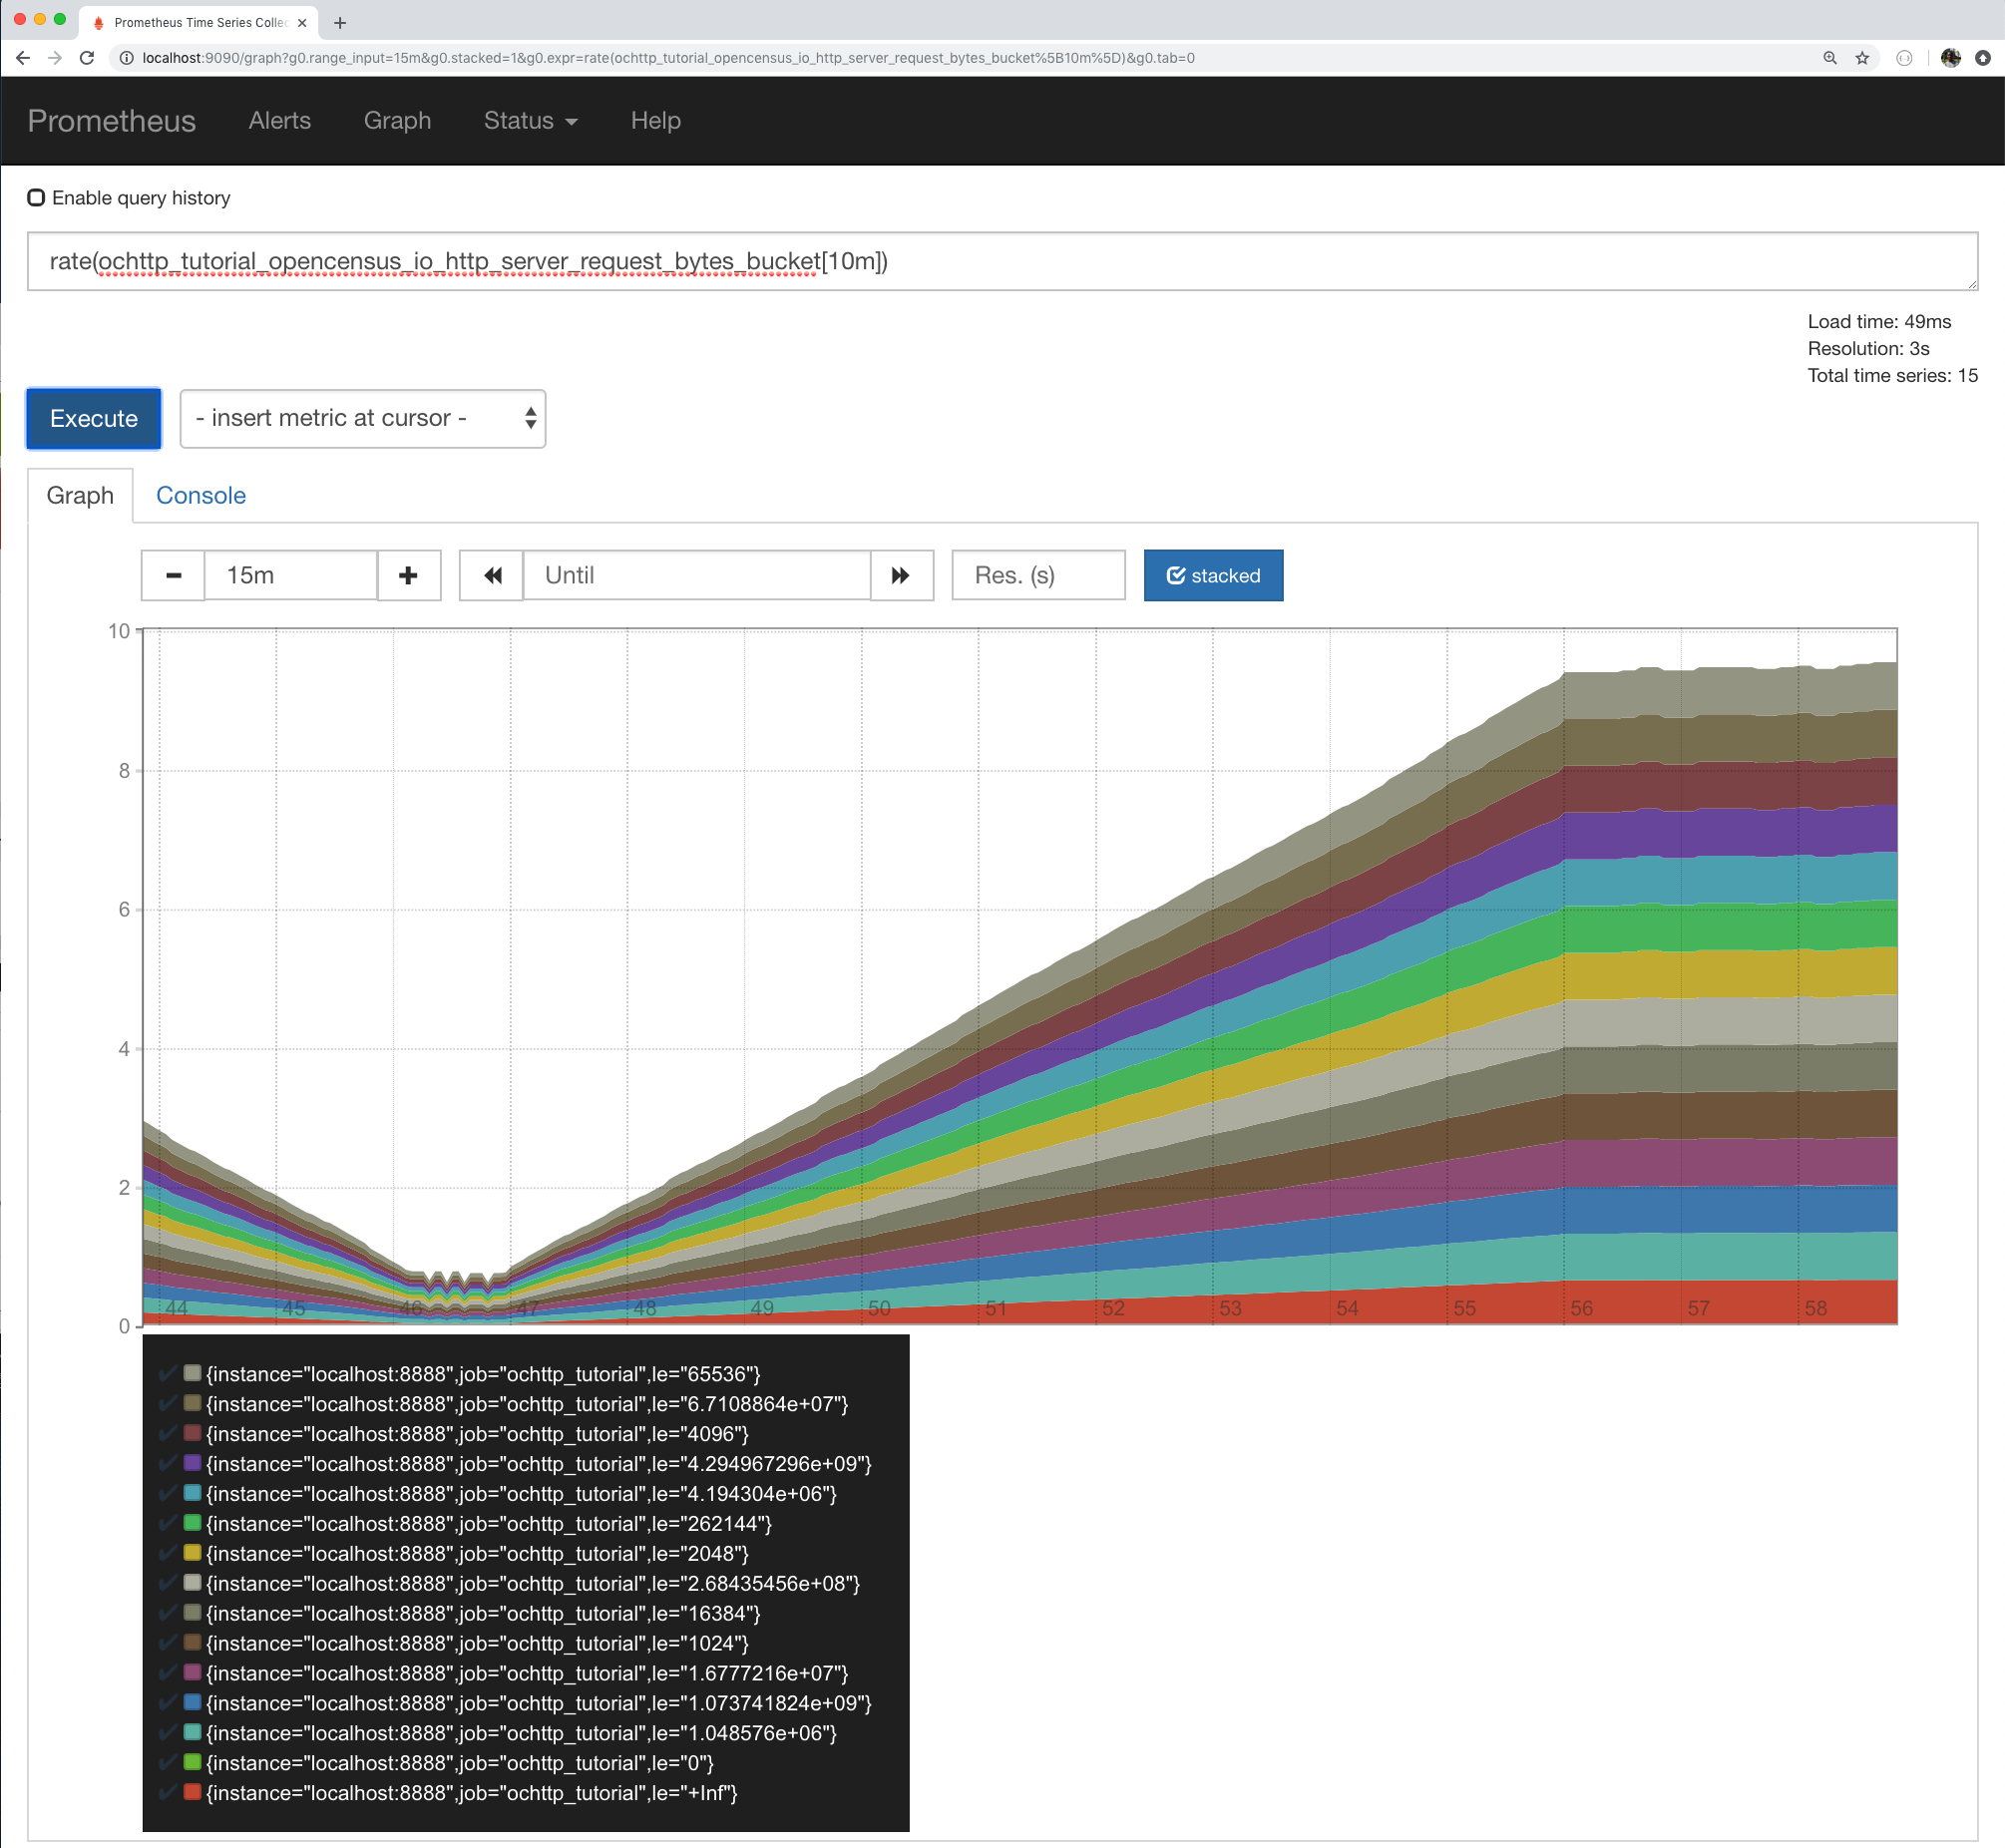 Prometheus Time Series Collec
localhost:9090/graph?g0.range_input=15m&g0.stacked=1&g0.expr=rate(ochttp_tutorial_opencensus_io_http_server_request_bytes_bucket%5B10m%5D)&g0.tab=0
Prometheus Alerts Graph Status Help
Enable query history
rate(ochttp_tutorial_opencensus_io_http_server_request_bytes_bucket[10m])
Load time: 49ms
Resolution: 3s
Total time series: 15
Execute - insert metric at cursor -
Graph Console
15m Until Res. (s) stacked
10
8
6
4
2
0
44 45 46 47 48 49 50 51 52 53 54 55 56 57 58
{instance="localhost:8888",job="ochttp_tutorial",le="65536"}
{instance="localhost:8888",job="ochttp_tutorial",le="6.7108864e+07"}
{instance="localhost:8888",job="ochttp_tutorial",le="4096"}
{instance="localhost:8888",job="ochttp_tutorial",le="4.294967296e+09"}
{instance="localhost:8888",job="ochttp_tutorial",le="4.194304e+06"}
{instance="localhost:8888",job="ochttp_tutorial",le="262144"}
{instance="localhost:8888",job="ochttp_tutorial",le="2048"}
{instance="localhost:8888",job="ochttp_tutorial",le="2.68435456e+08"}
{instance="localhost:8888",job="ochttp_tutorial",le="16384"}
{instance="localhost:8888",job="ochttp_tutorial",le="1024"}
{instance="localhost:8888",job="ochttp_tutorial",le="1.6777216e+07"}
{instance="localhost:8888",job="ochttp_tutorial",le="1.073741824e+09"}
{instance="localhost:8888",job="ochttp_tutorial",le="1.048576e+06"}
{instance="localhost:8888",job="ochttp_tutorial",le="0"}
{instance="localhost:8888",job="ochttp_tutorial",le="+Inf"}